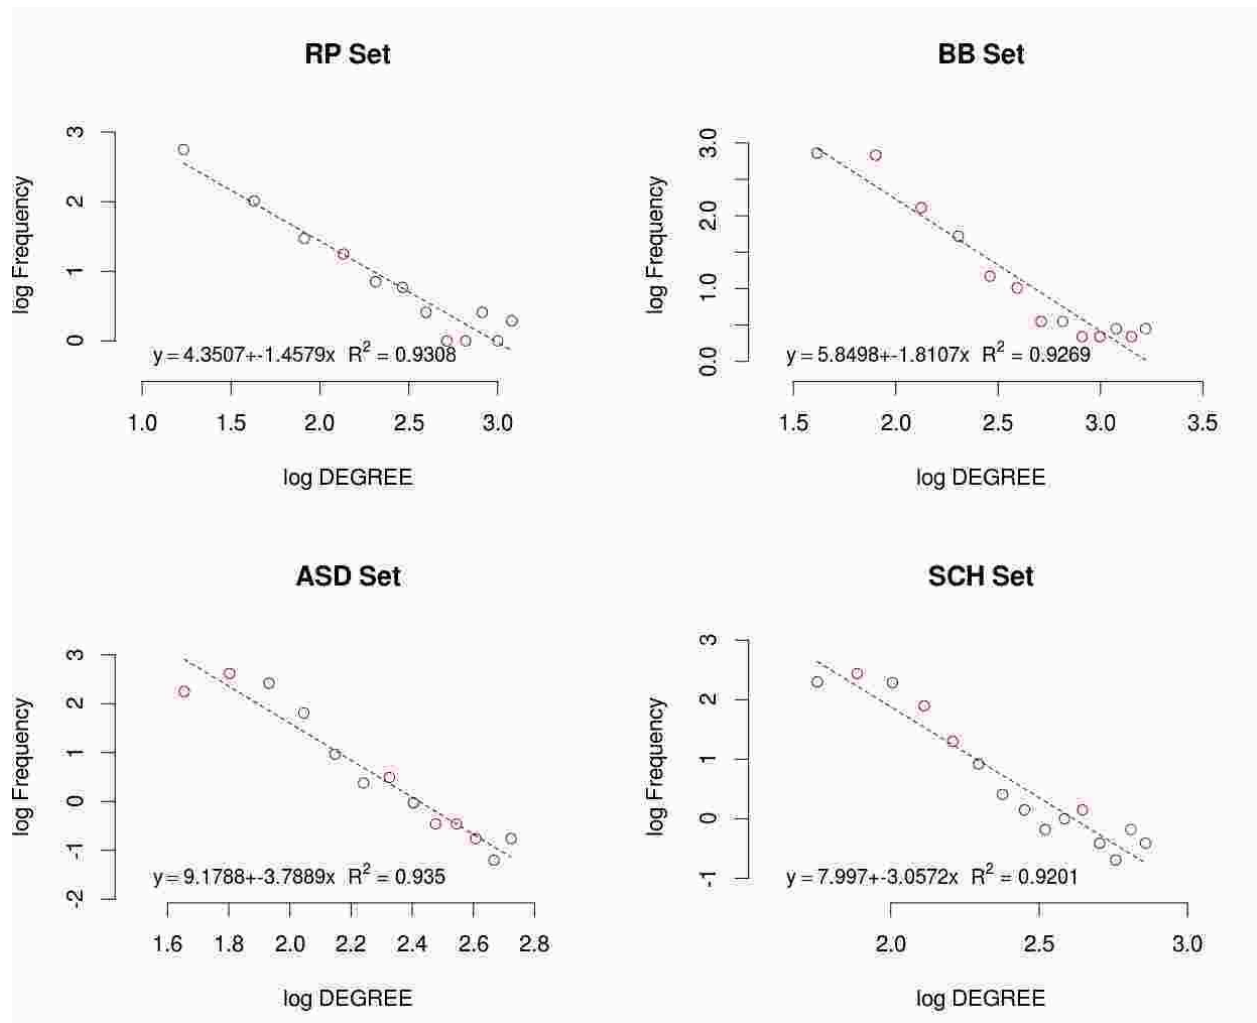 RP Set
log Frequency
3
2
1
0
y = 4.3507+-1.4579x R² = 0.9308
1.0 1.5 2.0 2.5 3.0
log DEGREE
BB Set
log Frequency
3.0
2.0
1.0
0.0
y = 5.8498+-1.8107x R² = 0.9269
1.5 2.0 2.5 3.0 3.5
log DEGREE
ASD Set
log Frequency
3
2
1
0
-1
-2
y = 9.1788+-3.7889x R² = 0.935
1.6 1.8 2.0 2.2 2.4 2.6 2.8
log DEGREE
SCH Set
log Frequency
3
2
1
0
-1
y = 7.997+-3.0572x R² = 0.9201
2.0 2.5 3.0
log DEGREE